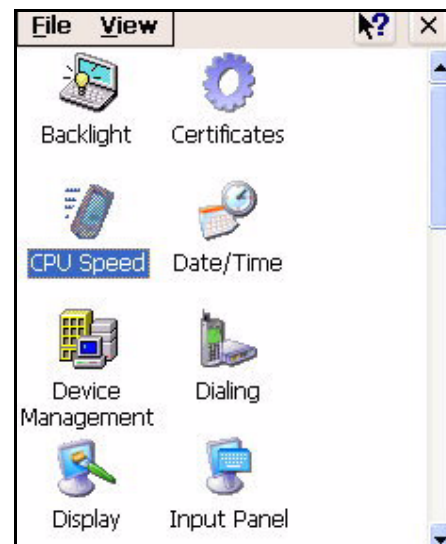 File View
Backlight Certificates
CPU Speed Date/Time
Device Management Dialing
Display Input Panel